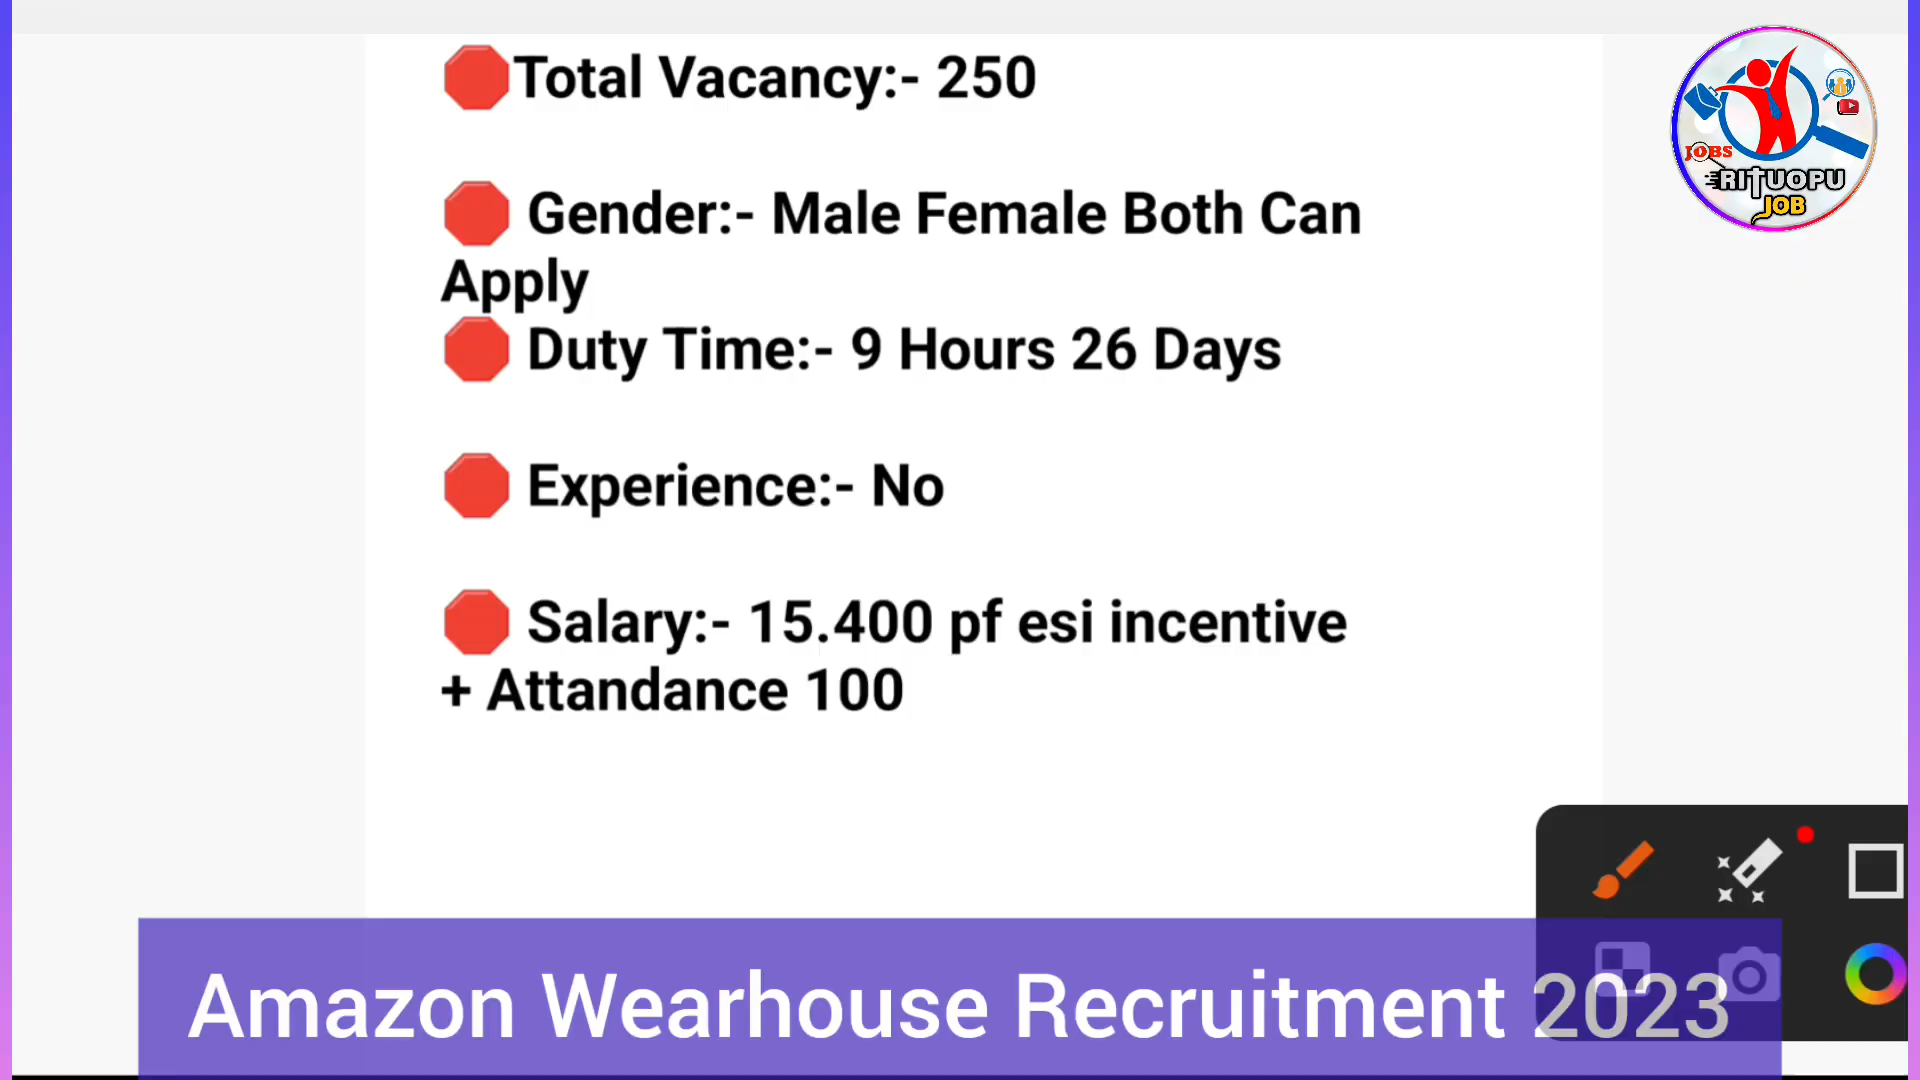 Total Vacancy:- 250
Gender:- Male Female Both Can
Apply
Duty Time:- 9 Hours 26 Days
Experience:- No
Salary:- 15.400 pf esi incentive
+ Attandance 100
JOBS
RITUOPU
JOB
Amazon Wearhouse Recruitment 2023